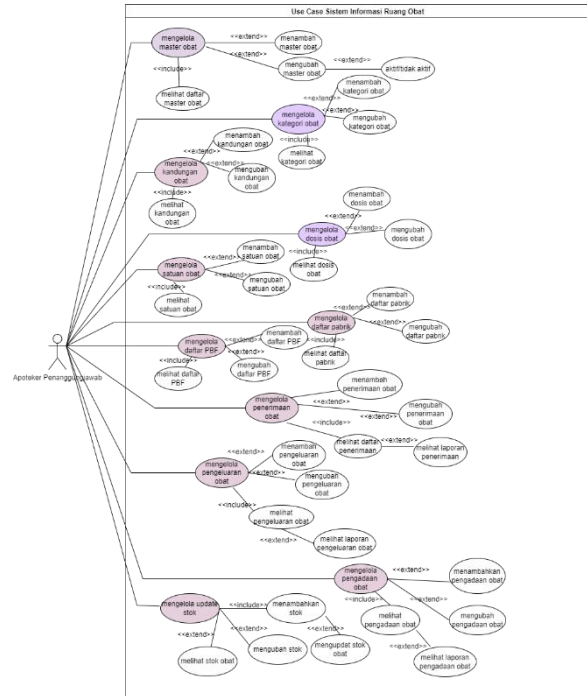 Use Case Sistem Informasi Ruang Obat
mengelola
master obat
<<extend>>
menambah
master obat
<<extend>>
mengubah
master obat
<<extend>>
aktif/tidak aktif
<<include>>
melihat daftar
master obat
mengelola
kategori obat
<<extend>>
menambah
kategori obat
<<extend>>
mengubah
kategori obat
<<include>>
melihat
kategori obat
mengelola
kandungan
obat
<<extend>>
menambah
kandungan obat
<<extend>>
mengubah
kandungan
obat
<<include>>
melihat
kandungan
obat
mengelola
dosis obat
<<extend>>
menambah
dosis obat
<<extend>>
mengubah
dosis obat
<<include>>
melihat dosis
obat
mengelola
satuan obat
<<extend>>
menambah
satuan obat
<<extend>>
mengubah
satuan obat
<<include>>
melihat
satuan obat
mengelola
daftar pabrik
<<extend>>
menambah
daftar pabrik
<<extend>>
mengubah
daftar pabrik
<<include>>
melihat daftar
pabrik
Apoteker Penanggungjawab
mengelola
daftar PBF
<<extend>>
menambah
daftar PBF
<<extend>>
mengubah
daftar PBF
<<include>>
melihat daftar
PBF
mengelola
penerimaan
obat
<<extend>>
menambah
penerimaan obat
<<extend>>
mengubah
penerimaan
obat
<<include>>
melihat daftar
penerimaan
<<extend>>
melihat laporan
penerimaan
mengelola
pengeluaran
obat
<<extend>>
menambah
pengeluaran
obat
<<extend>>
mengubah
pengeluaran
obat
<<include>>
melihat
pengeluaran obat
<<extend>>
melihat laporan
pengeluaran obat
mengelola
pengadaan
obat
<<extend>>
menambahkan
pengadaan obat
<<extend>>
mengubah
pengadaan obat
<<include>>
melihat
pengadaan obat
<<extend>>
melihat laporan
pengadaan obat
mengelola update
stok
<<include>>
menambahkan
stok
<<extend>>
mengupdat stok
obat
<<extend>>
mengubah stok
<<extend>>
melihat stok obat